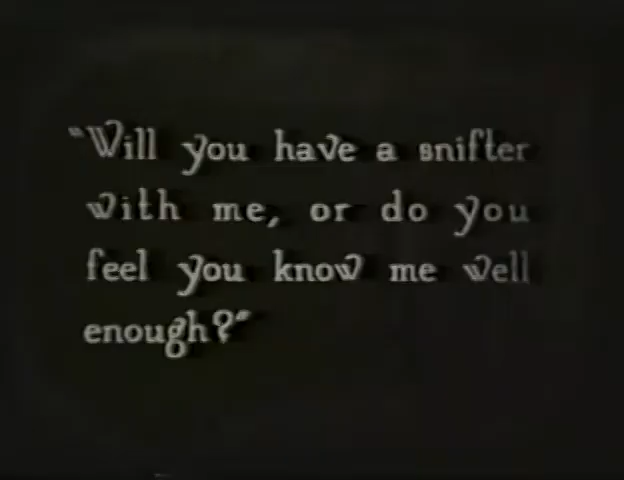 "Will you have a snifter
with me, or do you
feel you know me well
enough?"